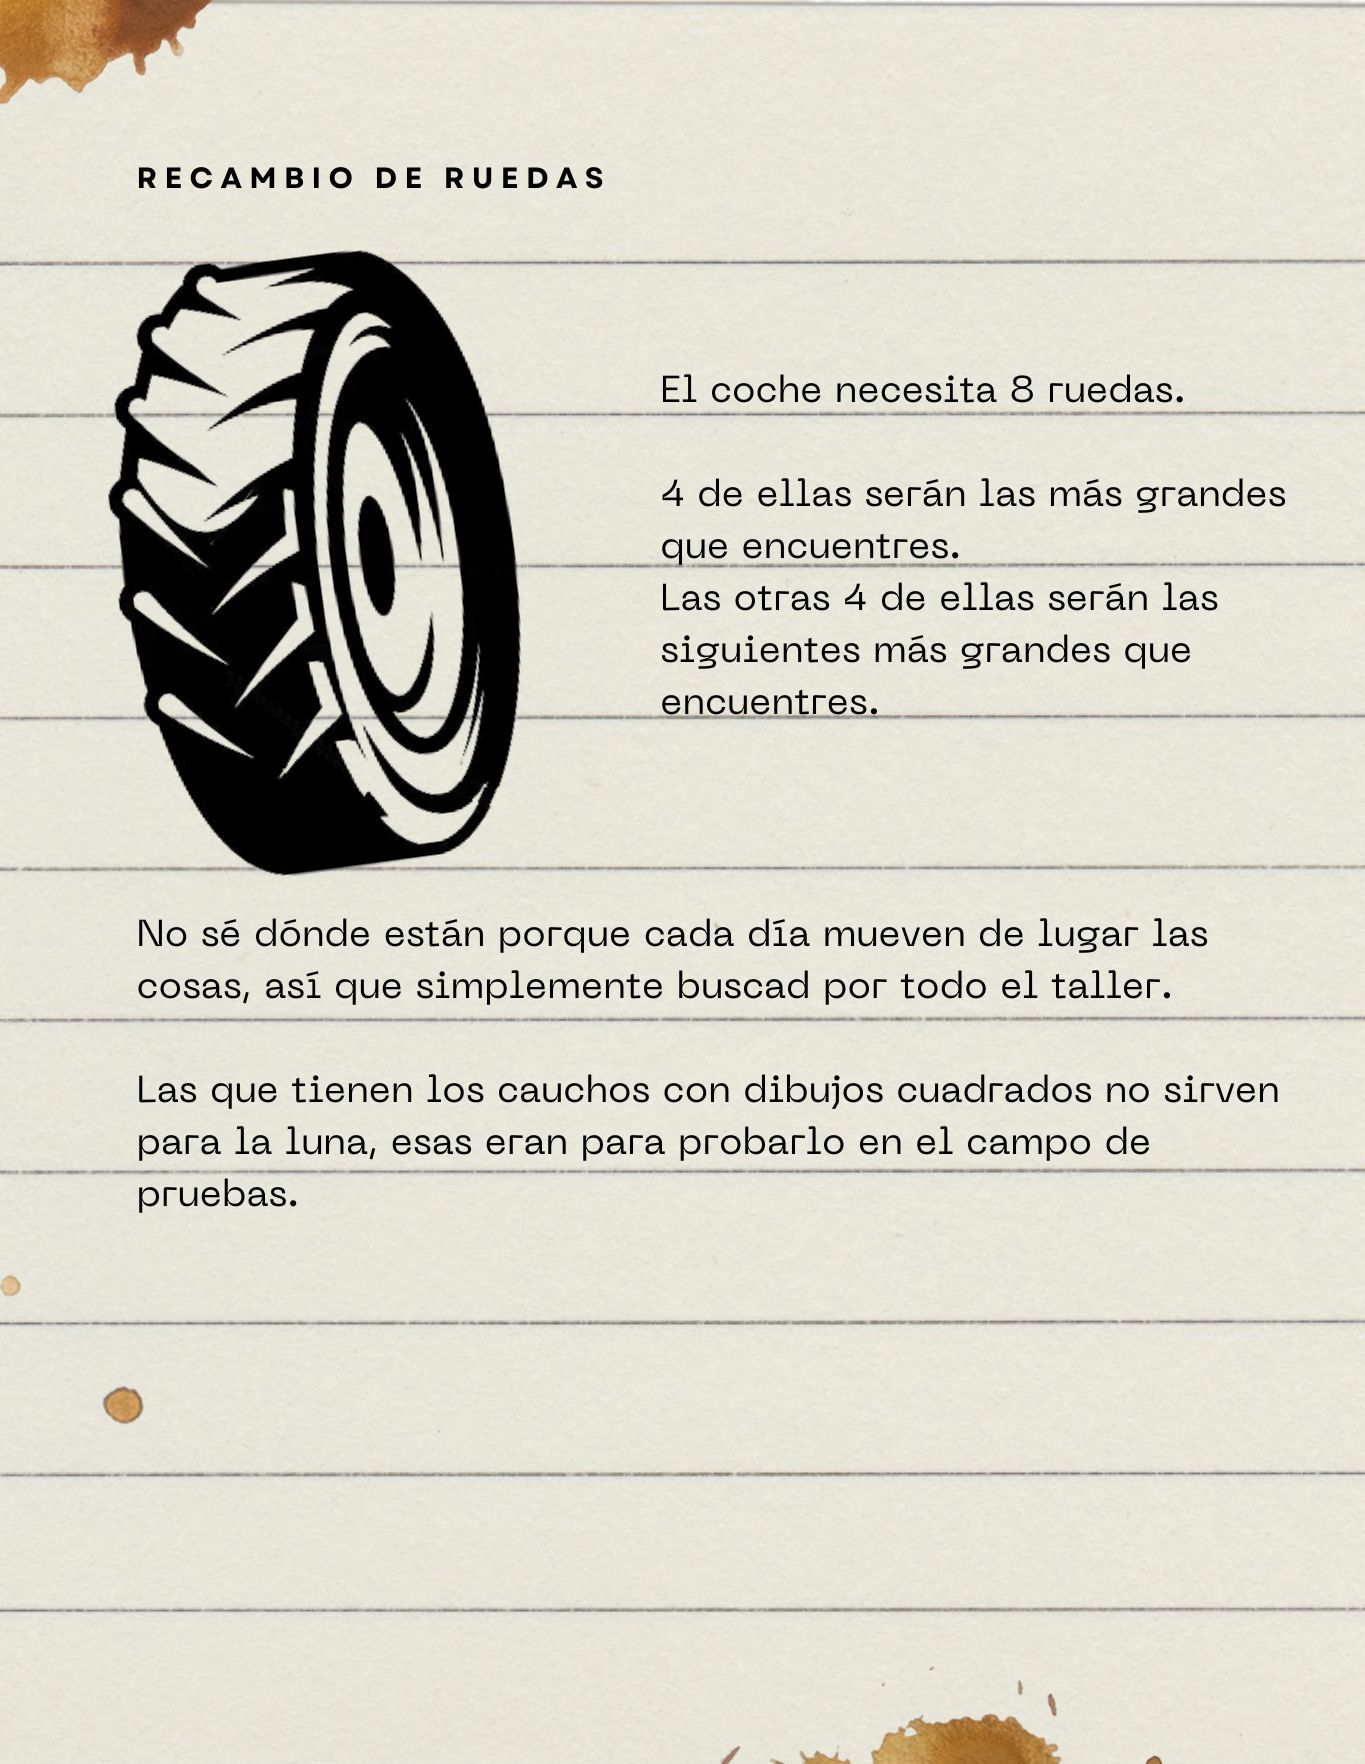 RECAMBIO DE RUEDAS
El coche necesita 8 ruedas.
4 de ellas serán las más grandes
que encuentres.
Las otras 4 de ellas serán las
siguientes más grandes que
encuentres.
No sé dónde están porque cada día mueven de lugar las
cosas, así que simplemente buscad por todo el taller.
Las que tienen los cauchos con dibujos cuadrados no sirven
para la luna, esas eran para probarlo en el campo de
pruebas.